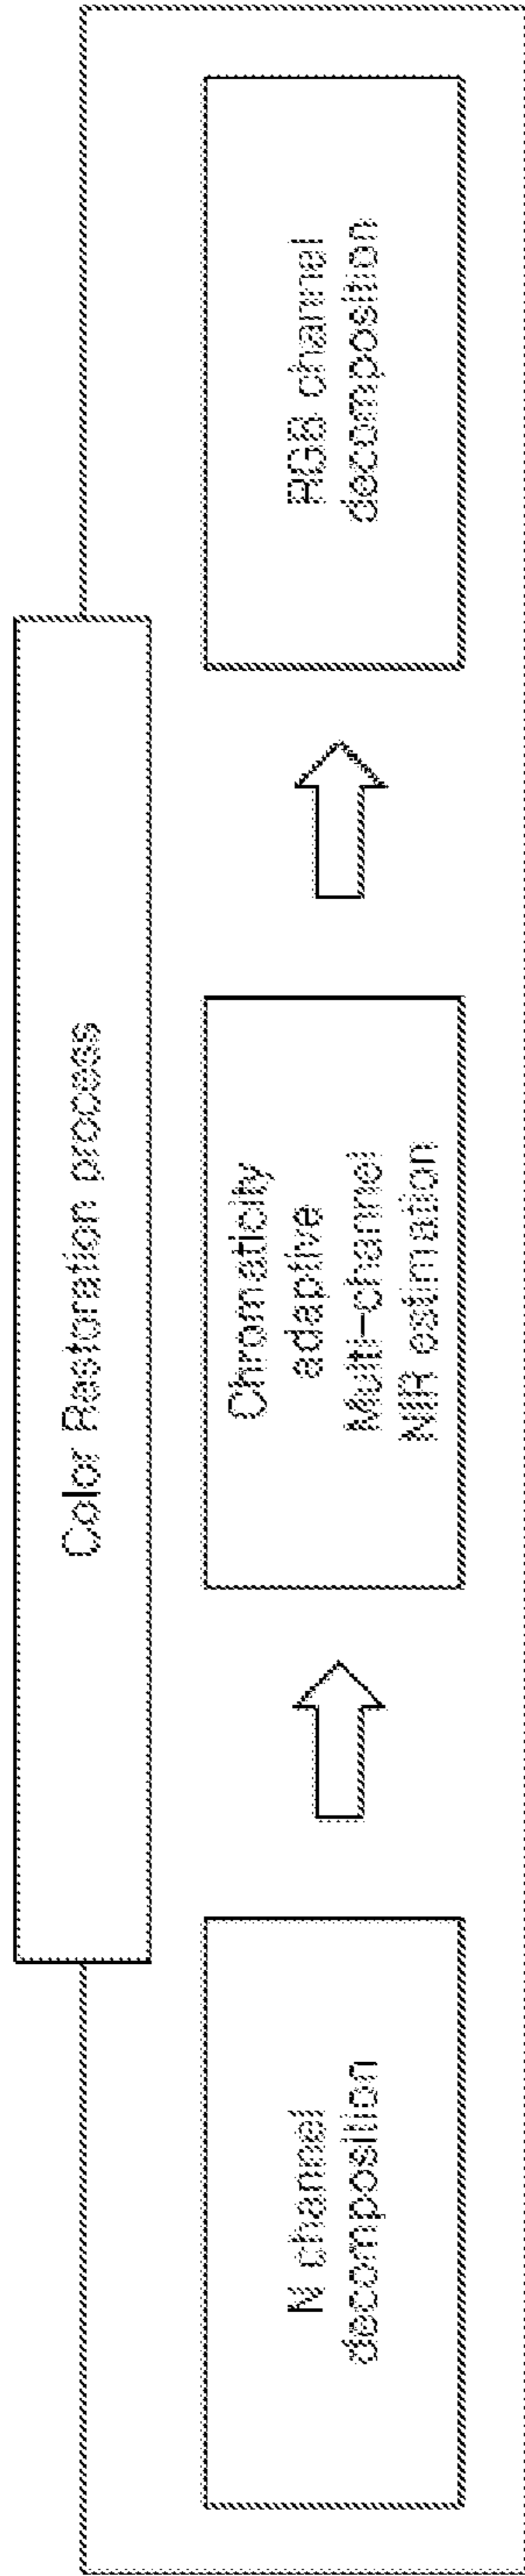 Color Restoration process
N channel
decomposition
Chromaticity
adaptive
Multi-channel
NIR estimation
RGB channel
decomposition